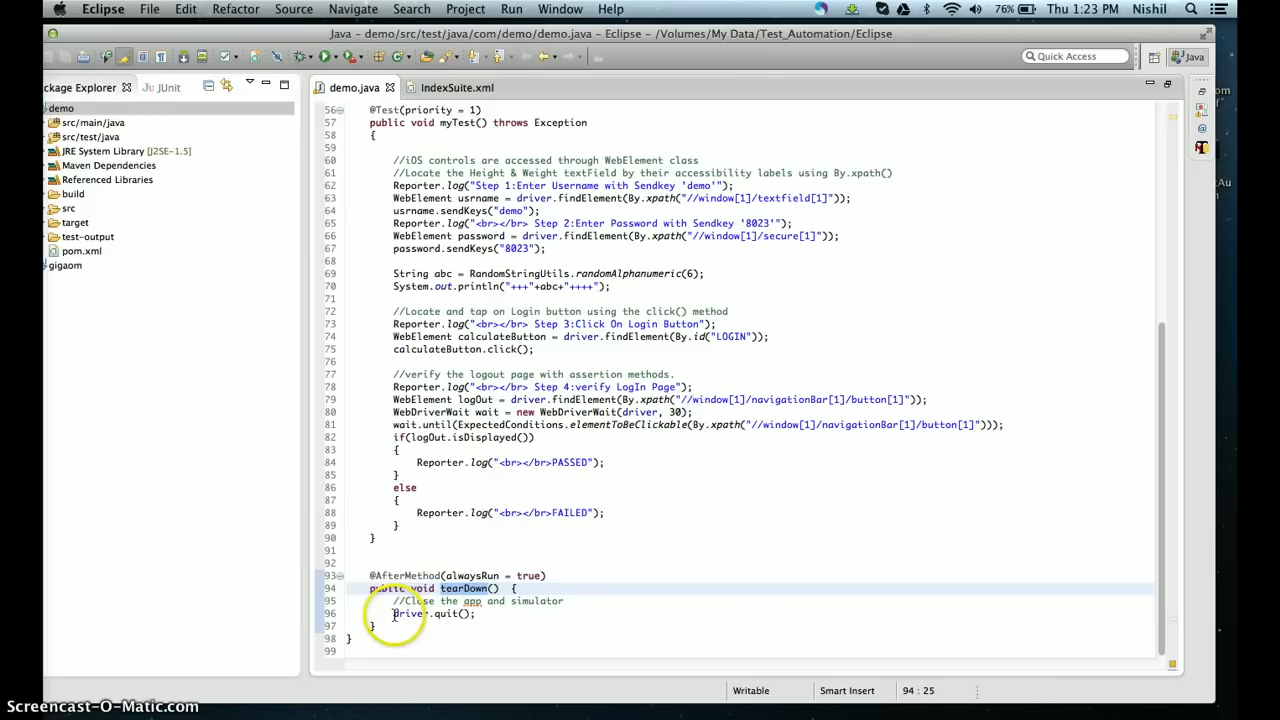 Eclipse File Edit Refactor Source Navigate Search Project Run Window Help 76% Thu 1:23 PM Nishil
Java - demo/src/test/java/com/demo/demo.java - Eclipse - /Volumes/My Data/Test_Automation/Eclipse
Quick Access Java
ckage Explorer JUnit
demo
src/main/java
src/test/java
JRE System Library [J2SE-1.5]
Maven Dependencies
Referenced Libraries
build
src
target
test-output
pom.xml
gigaom
demo.java IndexSuite.xml
56 @Test(priority = 1)
57 public void myTest() throws Exception
58 {
59
60 //iOS controls are accessed through WebElement class
61 //Locate the Height & Weight textField by their accessibility labels using By.xpath()
62 Reporter.log("Step 1:Enter Username with Sendkey 'demo'");
63 WebElement usrname = driver.findElement(By.xpath("//window[1]/textfield[1]"));
64 usrname.sendKeys("demo");
65 Reporter.log("<br></br> Step 2:Enter Password with Sendkey '8023'");
66 WebElement password = driver.findElement(By.xpath("//window[1]/secure[1]"));
67 password.sendKeys("8023");
68
69 String abc = RandomStringUtils.randomAlphanumeric(6);
70 System.out.println("+++"+abc+"++++");
71
72 //Locate and tap on Login button using the click() method
73 Reporter.log("<br></br> Step 3:Click On Login Button");
74 WebElement calculateButton = driver.findElement(By.id("LOGIN"));
75 calculateButton.click();
76
77 //verify the logout page with assertion methods.
78 Reporter.log("<br></br> Step 4:verify LogIn Page");
79 WebElement logOut = driver.findElement(By.xpath("//window[1]/navigationBar[1]/button[1]"));
80 WebDriverWait wait = new WebDriverWait(driver, 30);
81 wait.until(ExpectedConditions.elementToBeClickable(By.xpath("//window[1]/navigationBar[1]/button[1]")));
82 if(logOut.isDisplayed())
83 {
84 Reporter.log("<br></br>PASSED");
85 }
86 else
87 {
88 Reporter.log("<br></br>FAILED");
89 }
90 }
91
92
93 @AfterMethod(alwaysRun = true)
94 public void tearDown() {
95 //Close the app and simulator
96 driver.quit();
97 }
98 }
99
Writable Smart Insert 94 : 25
Screencast-O-Matic.com